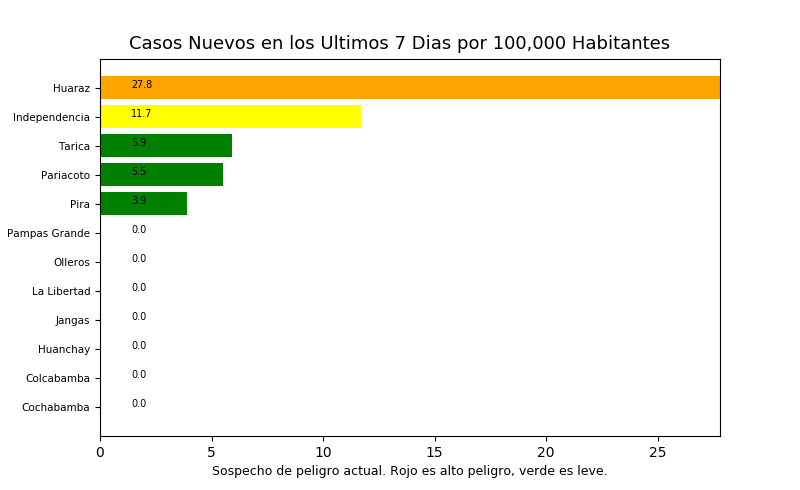 Casos Nuevos en los Ultimos 7 Dias por 100,000 Habitantes
Huaraz 27.8
Independencia 11.7
Tarica 5.9
Pariacoto 5.5
Pira 3.9
Pampas Grande 0.0
Olleros 0.0
La Libertad 0.0
Jangas 0.0
Huanchay 0.0
Colcabamba 0.0
Cochabamba 0.0
0 5 10 15 20 25
Sospecho de peligro actual. Rojo es alto peligro, verde es leve.